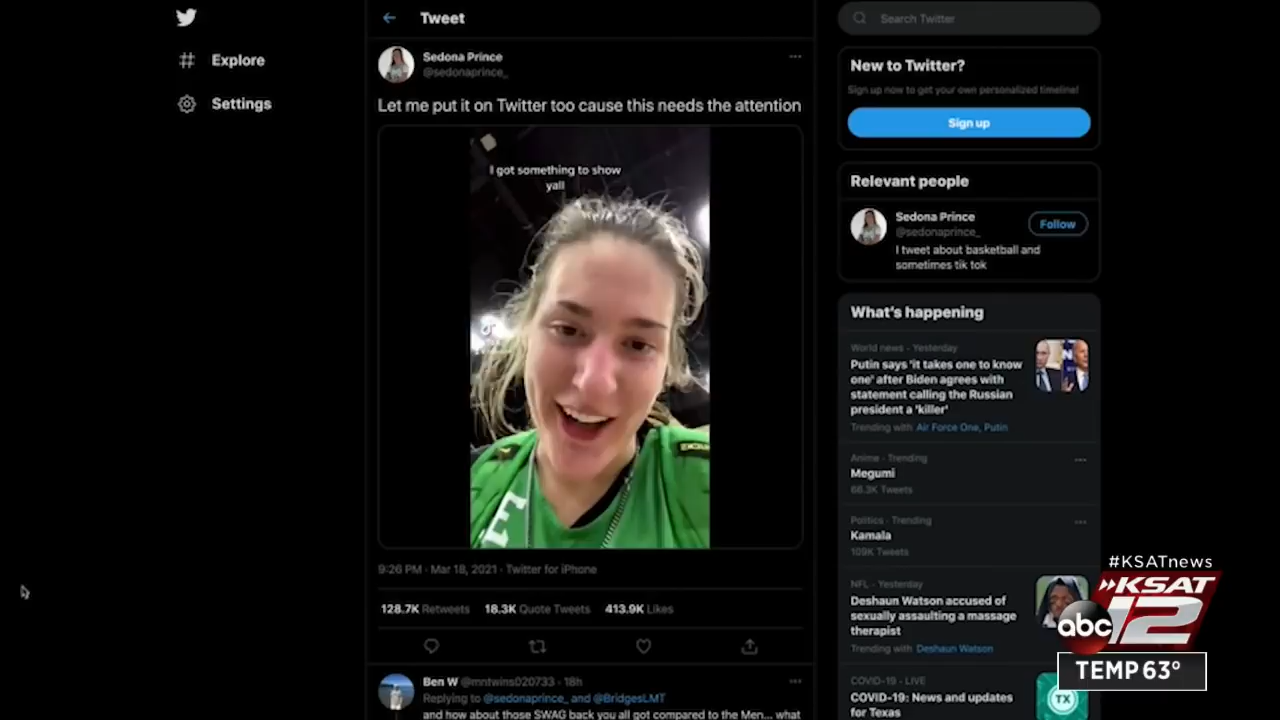 Tweet
Search Twitter
Explore
Settings
Sedona Prince
@sedonaprince_
Let me put it on Twitter too cause this needs the attention
I got something to show
yall
9:26 PM · Mar 18, 2021 · Twitter for iPhone
128.7K Retweets 18.3K Quote Tweets 413.9K Likes
Ben W @mntwins020733 · 18h
Replying to @sedonaprince_ and @BridgesLMT
and how about those SWAG back you all got compared to the Men... what
New to Twitter?
Sign up now to get your own personalized timeline!
Sign up
Relevant people
Sedona Prince
@sedonaprince_
Follow
I tweet about basketball and
sometimes tik tok
What's happening
World news · Yesterday
Putin says 'it takes one to know
one' after Biden agrees with
statement calling the Russian
president a 'killer'
Trending with Air Force One, Putin
Anime · Trending
Megumi
66.3K Tweets
Politics · Trending
Kamala
109K Tweets
NFL · Yesterday
Deshaun Watson accused of
sexually assaulting a massage
therapist
Trending with Deshaun Watson
COVID-19 · LIVE
COVID-19: News and updates
for Texas
TX
#KSATnews
KSAT
abc 12
TEMP 63°